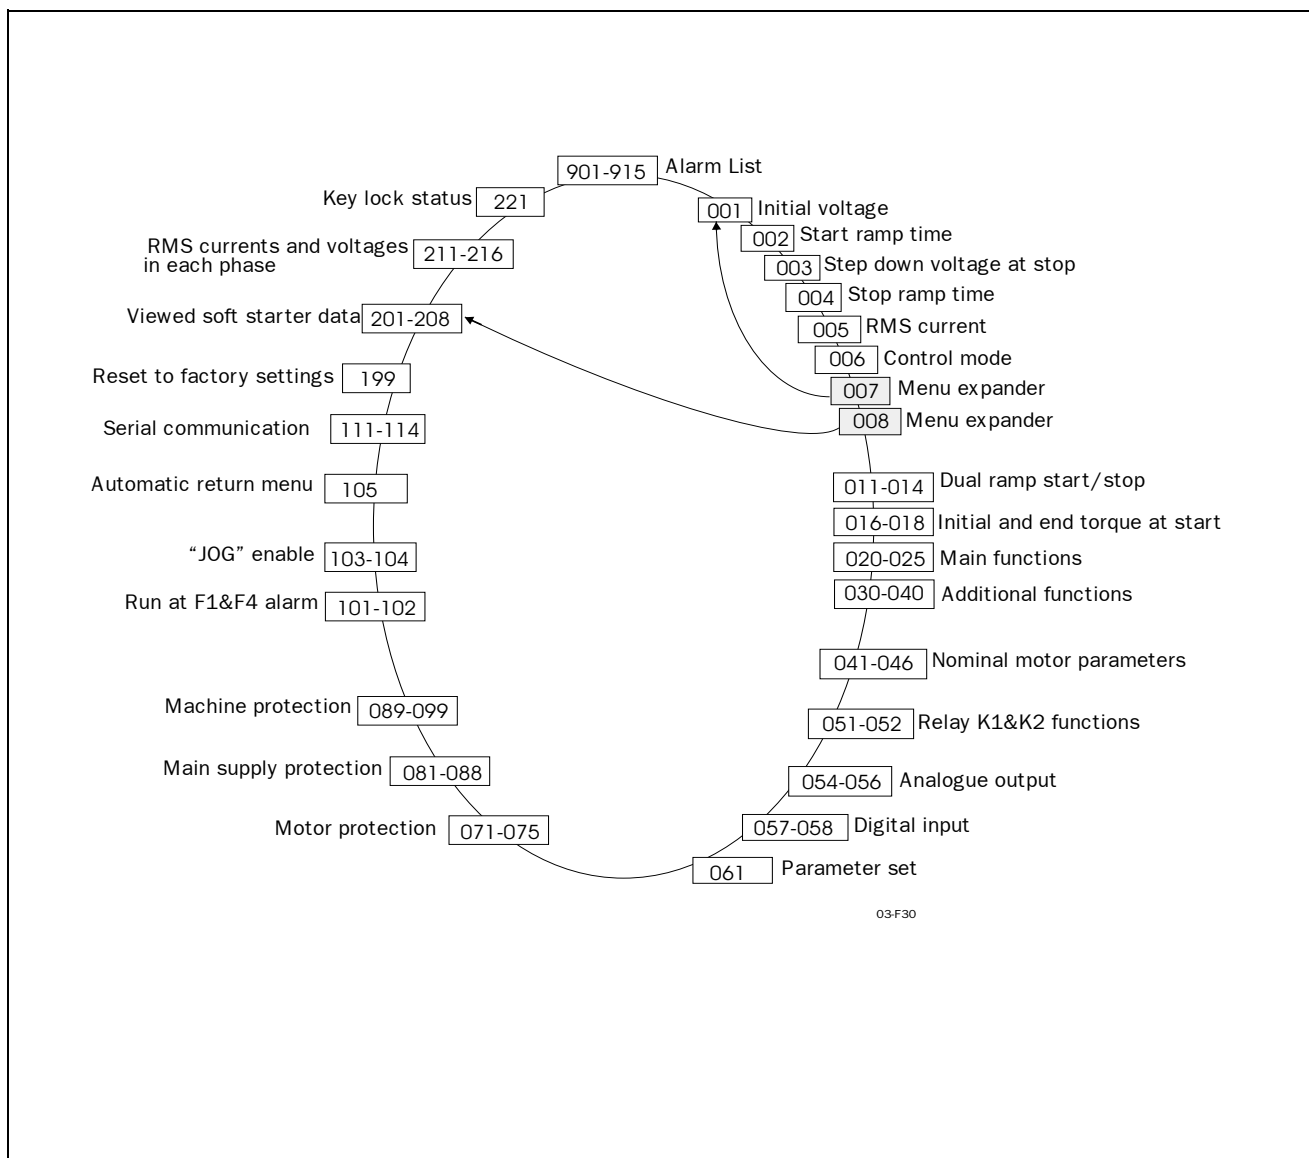 901-915 Alarm List
Key lock status 221
001 Initial voltage
002 Start ramp time
RMS currents and voltages
in each phase
211-216
003 Step down voltage at stop
004 Stop ramp time
Viewed soft starter data 201-208
005 RMS current
006 Control mode
Reset to factory settings 199
007 Menu expander
008 Menu expander
Serial communication 111-114
Automatic return menu 105
011-014 Dual ramp start/stop
016-018 Initial and end torque at start
"JOG" enable 103-104
020-025 Main functions
030-040 Additional functions
Run at F1&F4 alarm 101-102
041-046 Nominal motor parameters
Machine protection 089-099
051-052 Relay K1&K2 functions
Main supply protection 081-088
054-056 Analogue output
Motor protection 071-075
057-058 Digital input
061 Parameter set
03-F30